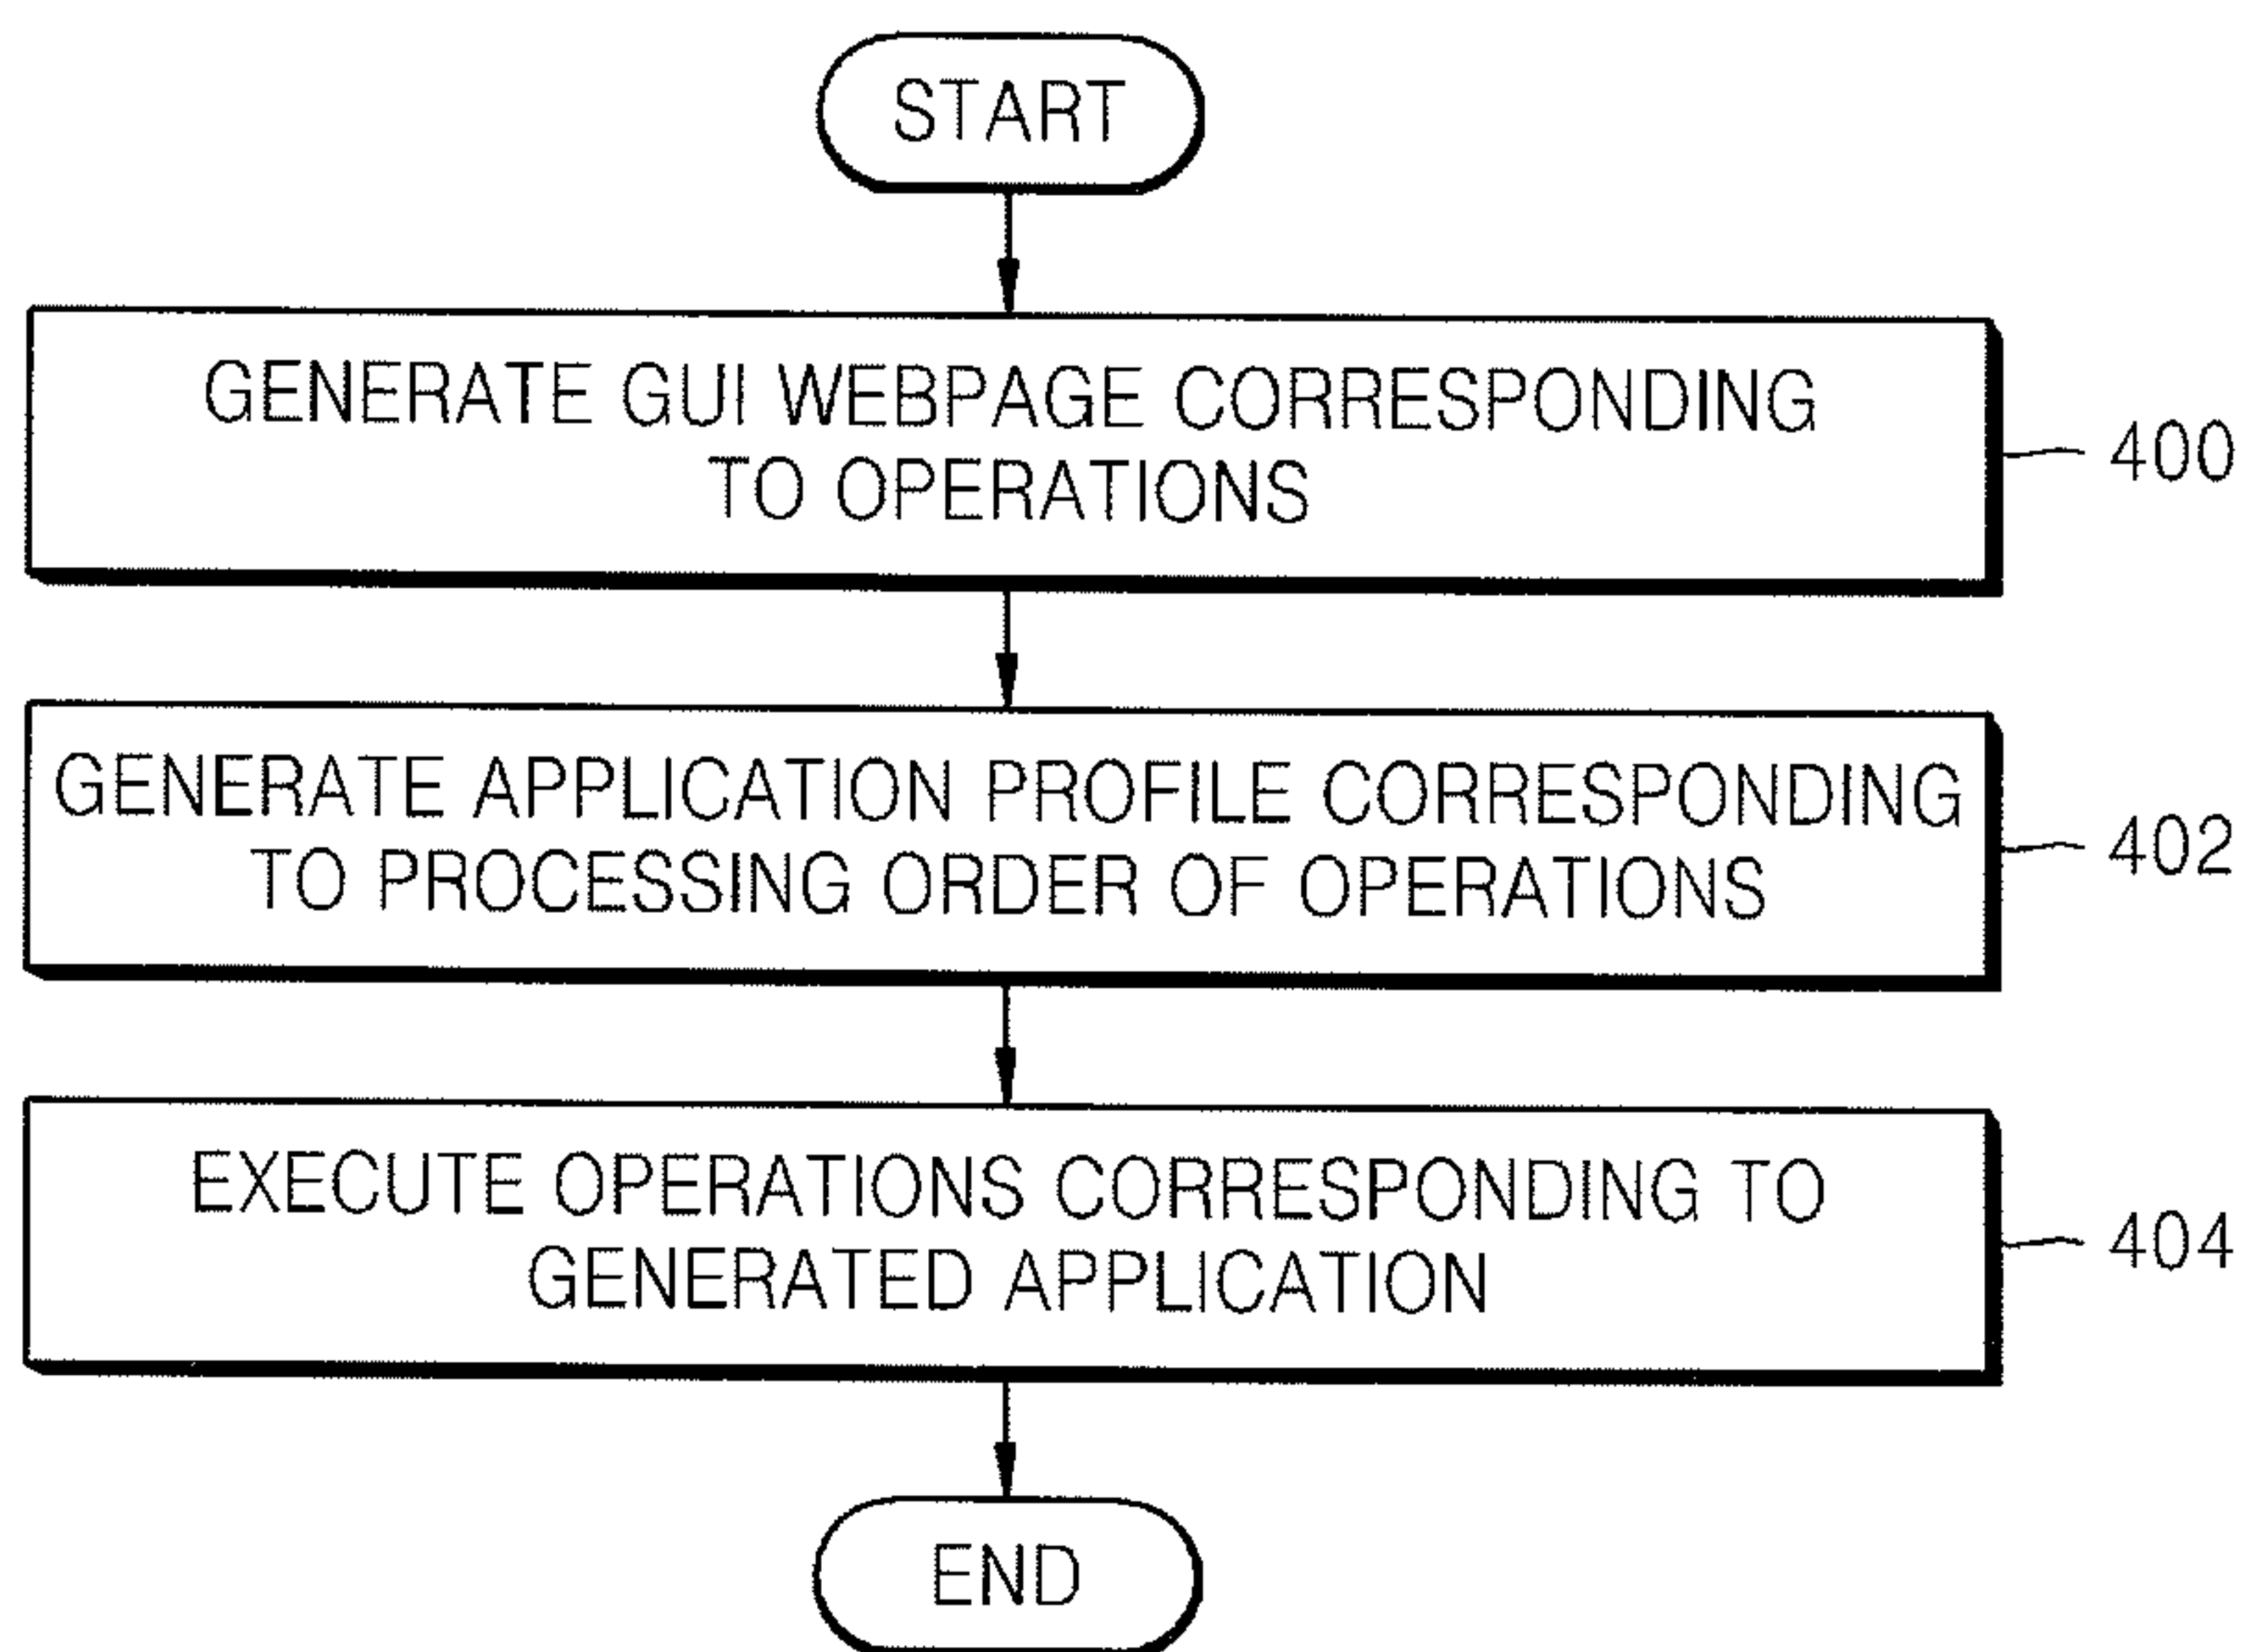 START
GENERATE GUI WEBPAGE CORRESPONDING
TO OPERATIONS
400
GENERATE APPLICATION PROFILE CORRESPONDING
TO PROCESSING ORDER OF OPERATIONS
402
EXECUTE OPERATIONS CORRESPONDING TO
GENERATED APPLICATION
404
END